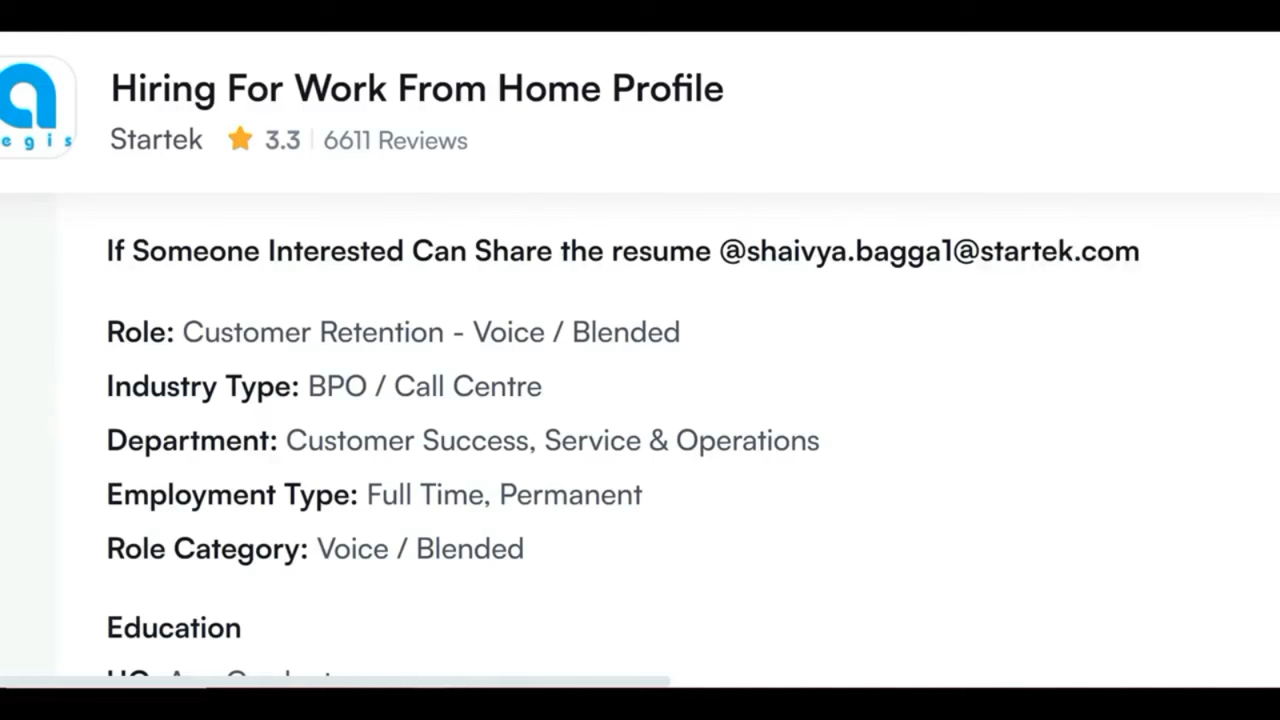 Hiring For Work From Home Profile
egis
Startek 3.3 6611 Reviews
If Someone Interested Can Share the resume @shaivya.bagga1@startek.com
Role: Customer Retention - Voice / Blended
Industry Type: BPO / Call Centre
Department: Customer Success, Service & Operations
Employment Type: Full Time, Permanent
Role Category: Voice / Blended
Education